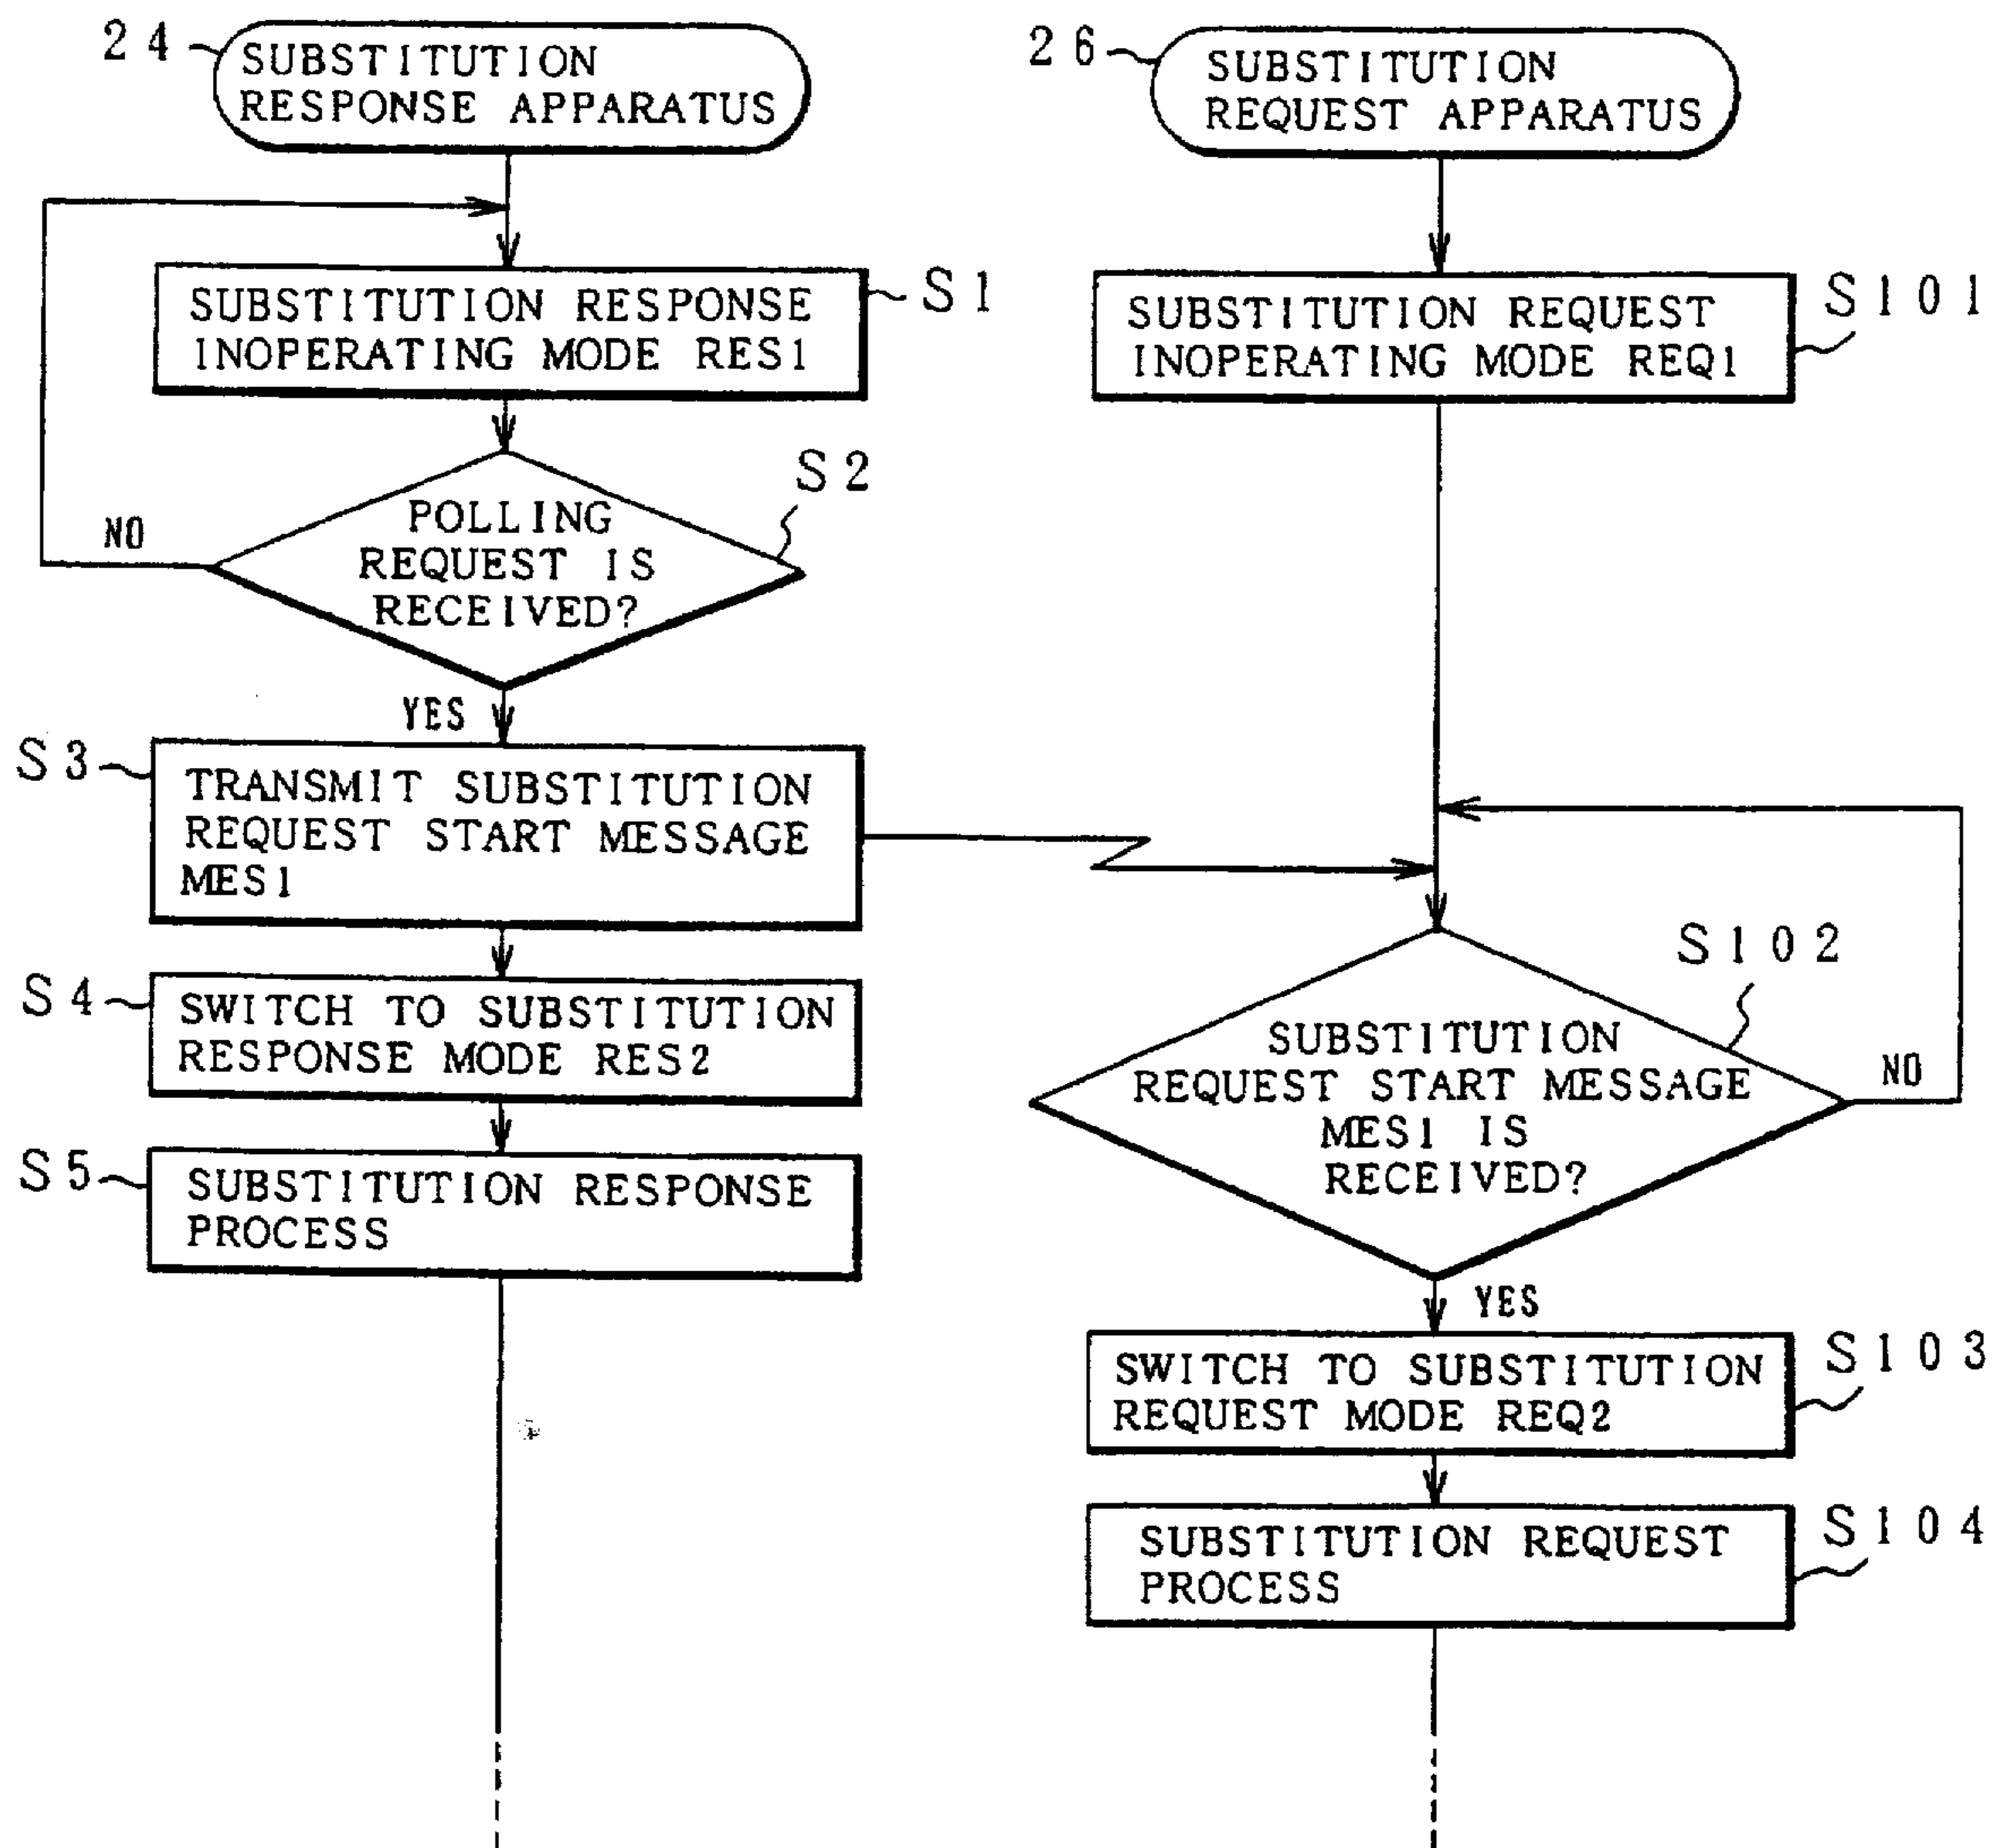 24
SUBSTITUTION
RESPONSE APPARATUS
SUBSTITUTION RESPONSE
INOPERATING MODE RES1
S1
POLLING
REQUEST IS
RECEIVED?
S2
NO
YES
S3
TRANSMIT SUBSTITUTION
REQUEST START MESSAGE
MES1
S4
SWITCH TO SUBSTITUTION
RESPONSE MODE RES2
S5
SUBSTITUTION RESPONSE
PROCESS
26
SUBSTITUTION
REQUEST APPARATUS
SUBSTITUTION REQUEST
INOPERATING MODE REQ1
S101
S102
SUBSTITUTION
REQUEST START MESSAGE
MES1 IS
RECEIVED?
NO
YES
SWITCH TO SUBSTITUTION
REQUEST MODE REQ2
S103
SUBSTITUTION REQUEST
PROCESS
S104